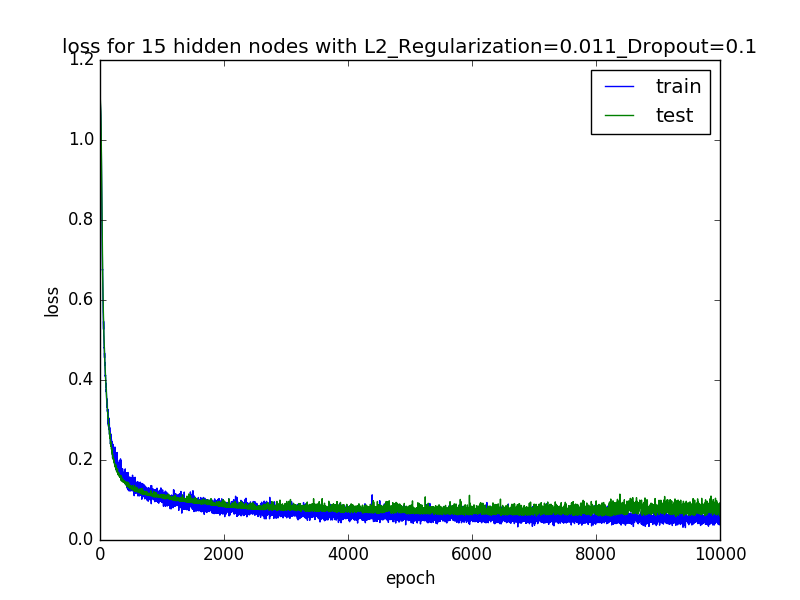 loss for 15 hidden nodes with L2_Regularization=0.011_Dropout=0.1
1.2
train
test
1.0
0.8
0.6
loss
0.4
0.2
0.0
0 2000 4000 6000 8000 10000
epoch